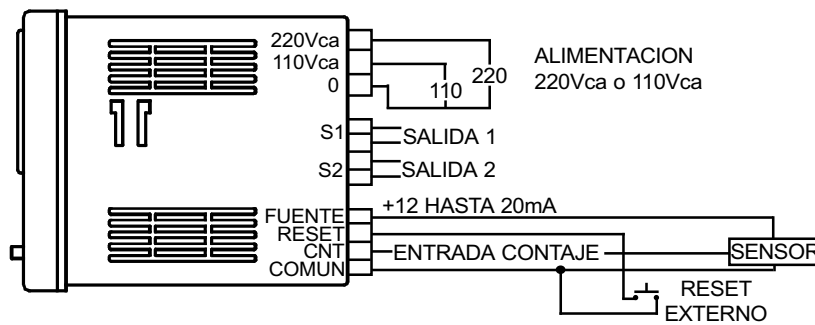 220Vca
110Vca
0
220
110
ALIMENTACION
220Vca o 110Vca
S1
SALIDA 1
S2
SALIDA 2
FUENTE
+12 HASTA 20mA
RESET
CNT
ENTRADA CONTAJE
SENSOR
COMUN
RESET
EXTERNO